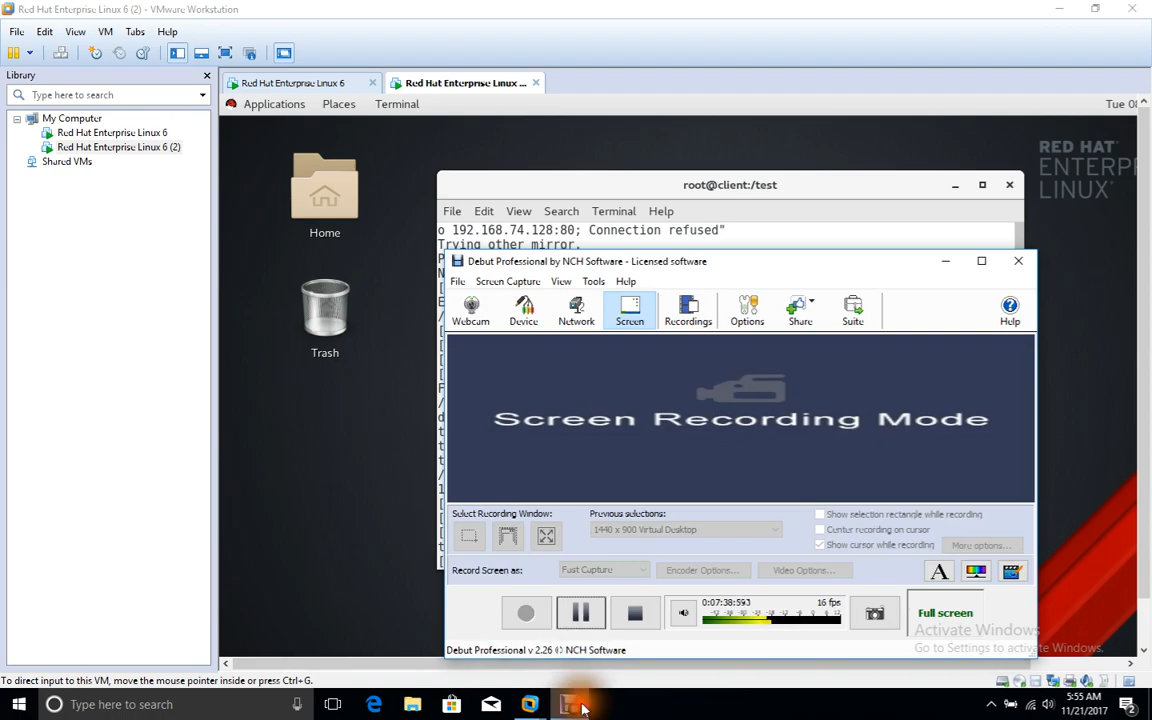 Red Hat Enterprise Linux 6 (2) - VMware Workstation
File Edit View VM Tabs Help
Library
Type here to search
My Computer
Red Hat Enterprise Linux 6
Red Hat Enterprise Linux 6 (2)
Shared VMs
Red Hat Enterprise Linux 6
Red Hat Enterprise Linux ...
Applications Places Terminal
Tue 08
RED HAT
ENTERPR
LINUX®
Home
Trash
root@client:/test
File Edit View Search Terminal Help
o 192.168.74.128:80; Connection refused"
Trying other mirror.
Debut Professional by NCH Software - Licensed software
File Screen Capture View Tools Help
Webcam Device Network Screen Recordings Options Share Suite Help
Screen Recording Mode
Select Recording Window:
Previous selections:
1440 x 900 Virtual Desktop
Show selection rectangle while recording
Center recording on cursor
Show cursor while recording
More options...
Record Screen as:
Fast Capture
Encoder Options...
Video Options...
A
0:07:38:593
16 fps
Full screen
Debut Professional v 2.26 © NCH Software
Activate Windows
Go to Settings to activate Windows.
To direct input to this VM, move the mouse pointer inside or press Ctrl+G.
Type here to search
5:55 AM
11/21/2017
2